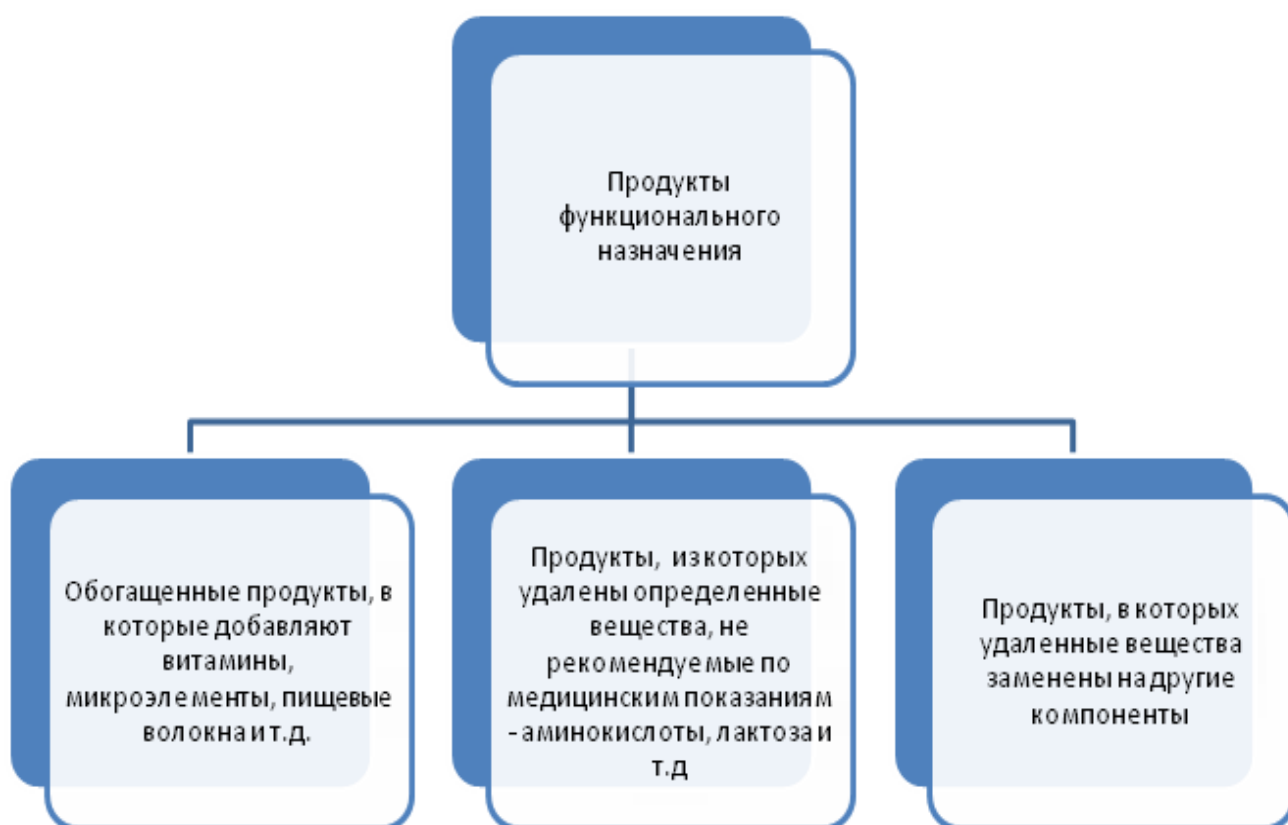 Продукты
функционального
назначения
Обогащенные продукты, в
которые добавляют
витамины,
микроэлементы, пищевые
волокна и т.д.
Продукты, из которых
удалены определенные
вещества, не
рекомендуемые по
медицинским показаниям
- аминокислоты, лактоза и
т.д
Продукты, в которых
удаленные вещества
заменены на другие
компоненты